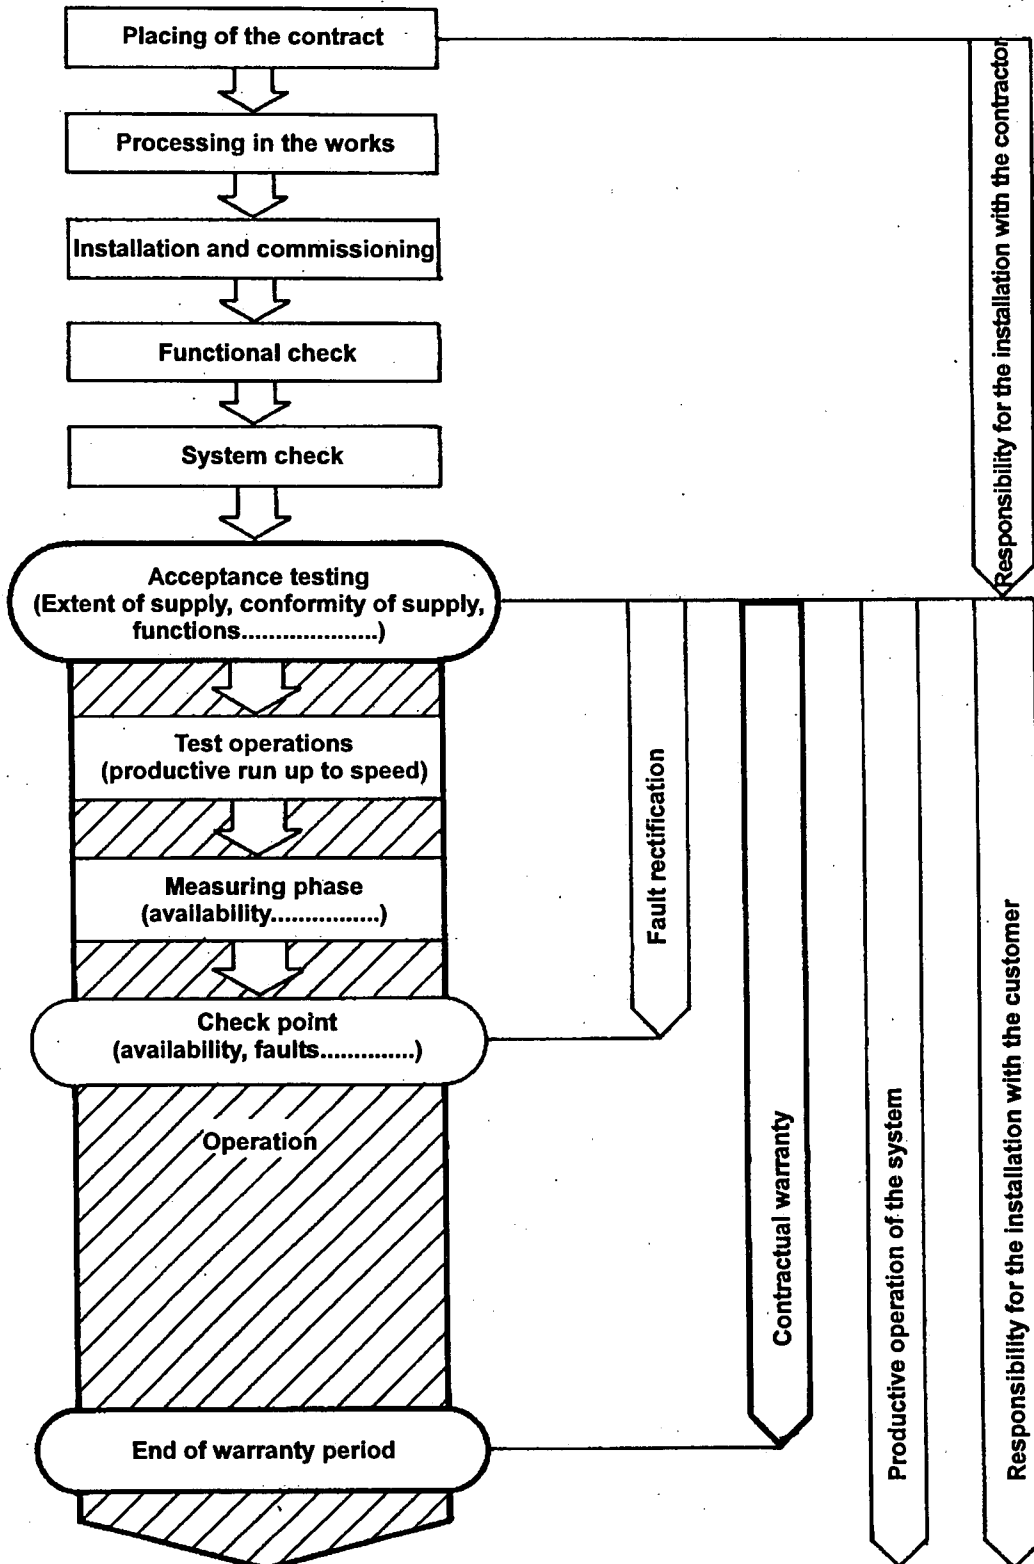 Placing of the contract
Processing in the works
Installation and commissioning
Functional check
System check
Acceptance testing
(Extent of supply, conformity of supply,
functions.....................)
Test operations
(productive run up to speed)
Measuring phase
(availability.................)
Check point
(availability, faults..............)
Operation
End of warranty period
Fault rectification
Contractual warranty
Productive operation of the system
Responsibility for the installation with the contractor
Responsibility for the installation with the customer